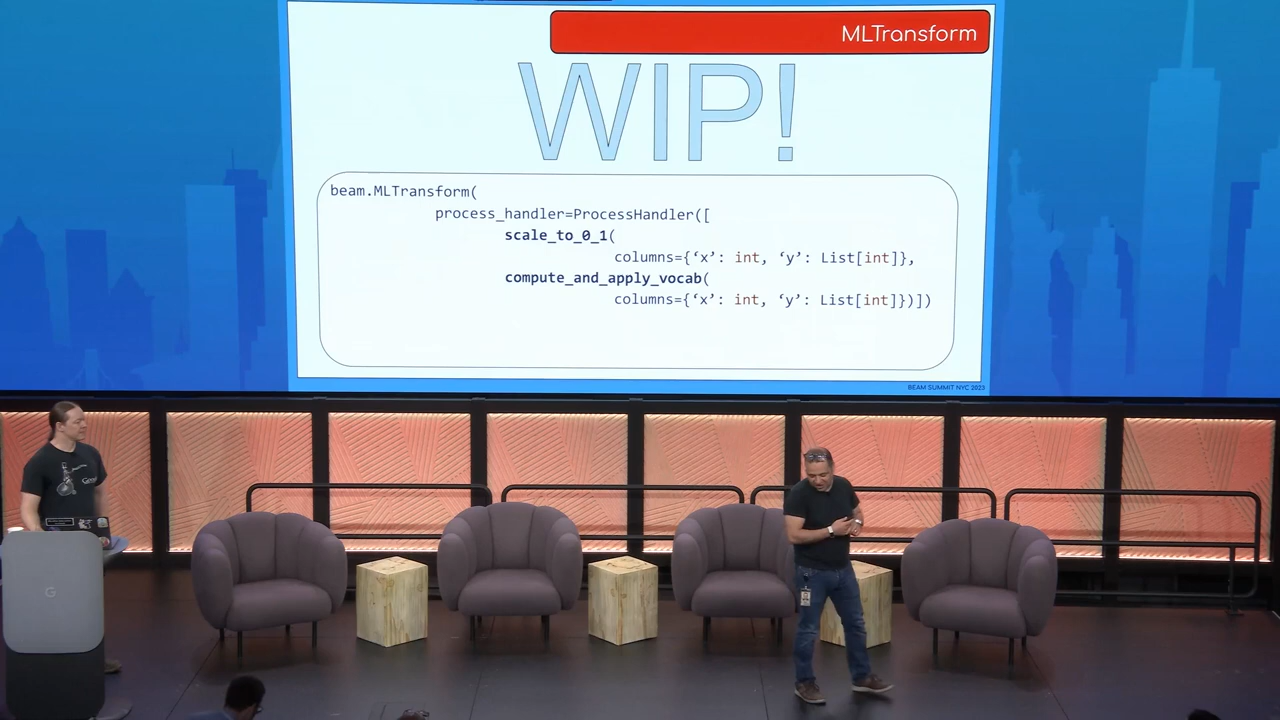 MLTransform
WIP!
beam.MLTransform(
process_handler=ProcessHandler([
scale_to_0_1(
columns={‘x’: int, ‘y’: List[int]},
compute_and_apply_vocab(
columns={‘x’: int, ‘y’: List[int]})])
BEAM SUMMIT NYC 2023
G